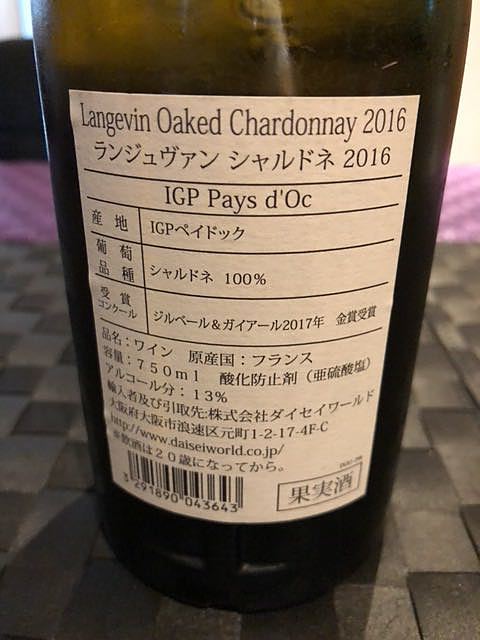 Langevin Oaked Chardonnay 2016
ランジュヴァン シャルドネ 2016
IGP Pays d'Oc
産 地 IGPペイドック
葡 萄
品 種 シャルドネ 100%
受 賞
コンクール ジルベール&ガイアール2017年 金賞受賞
品名:ワイン 原産国:フランス
容量:750ml 酸化防止剤(亜硫酸塩)
アルコール分:13%
輸入者及び引取先:株式会社ダイセイワールド
大阪府大阪市浪速区元町1-2-17-4F-C
http://www.daiseiworld.co.jp/
※飲酒は20歳になってから。
3 291890 043643
果実酒